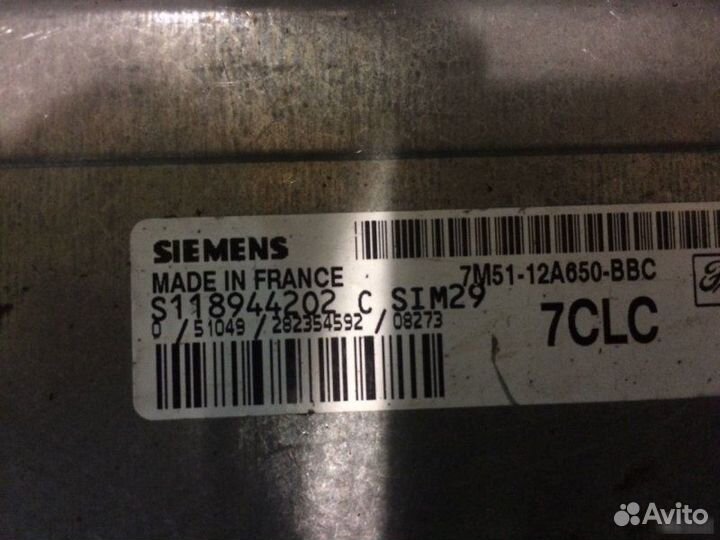 SIEMENS
MADE IN FRANCE
7M51-12A650-BBC
S118944202 C SIM29
0 / 51049 / 282354592 / 08273
7CLC
Avito